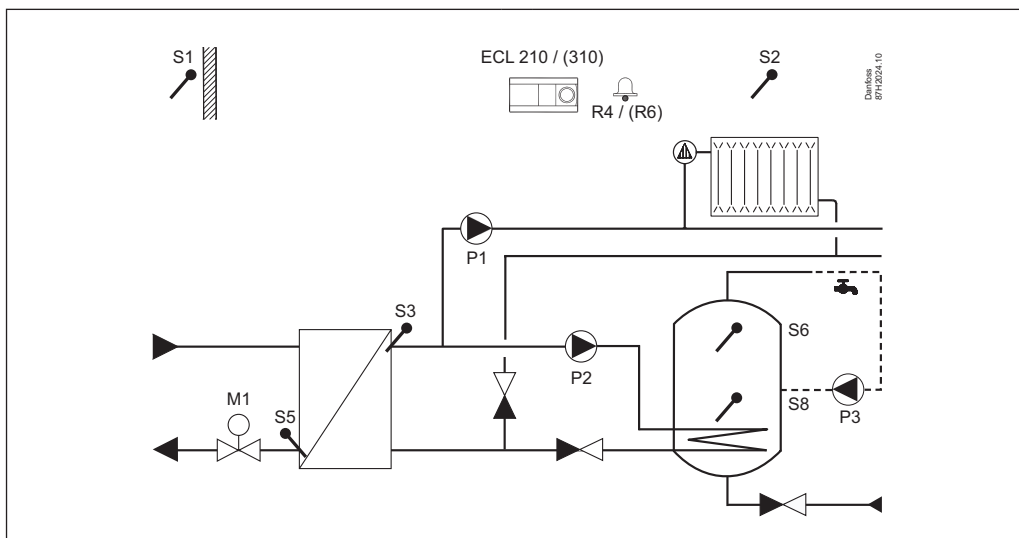 S1
ECL 210 / (310)
S2
Danfoss
87H2024.10
R4 / (R6)
P1
S3
S6
P2
M1
S5
S8
P3